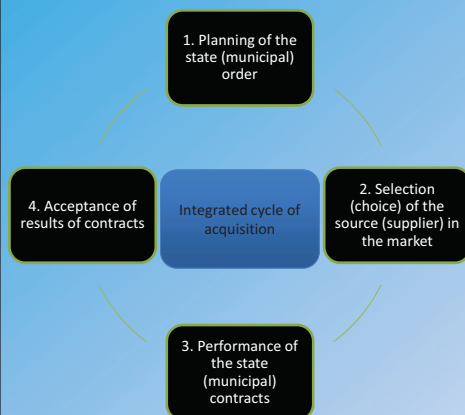 1. Planning of the
state (municipal)
order
4. Acceptance of
results of contracts
Integrated cycle of
acquisition
2. Selection
(choice) of the
source (supplier) in
the market
3. Performance of
the state
(municipal)
contracts